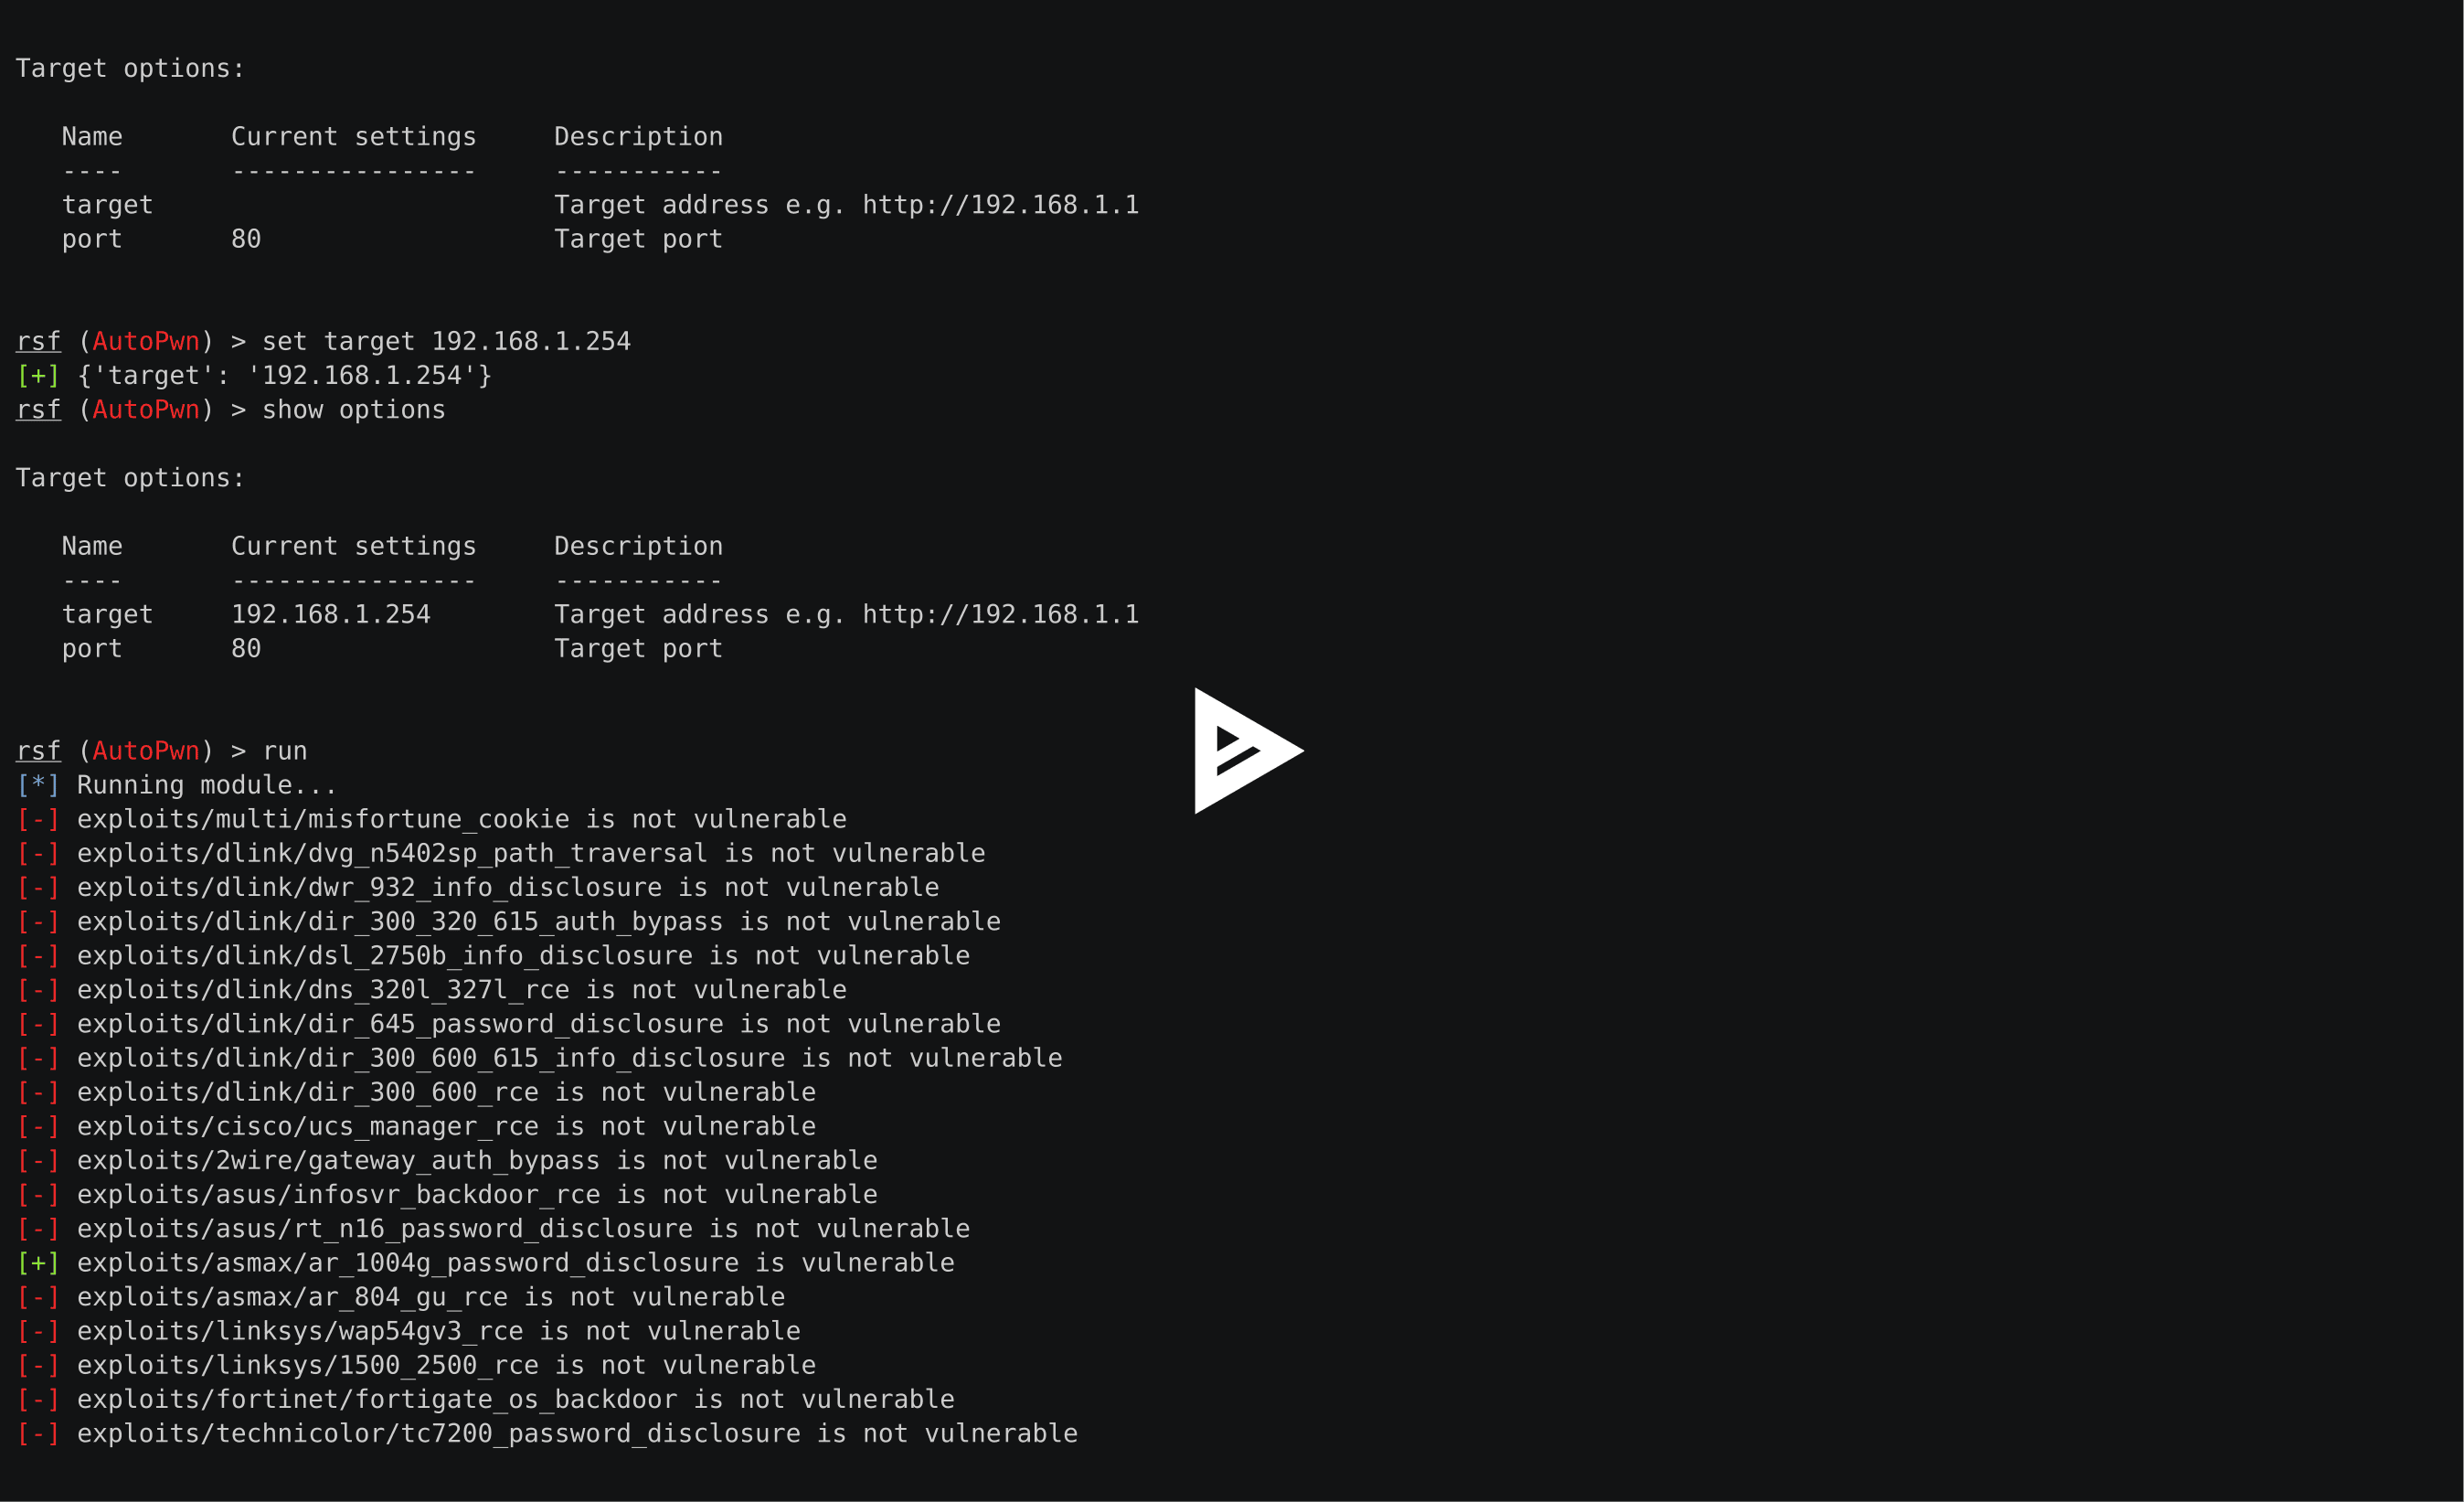 Target options:
Name Current settings Description
---- ---------------- -----------
target Target address e.g. http://192.168.1.1
port 80 Target port
rsf (AutoPwn) > set target 192.168.1.254
[+] {'target': '192.168.1.254'}
rsf (AutoPwn) > show options
Target options:
Name Current settings Description
---- ---------------- -----------
target 192.168.1.254 Target address e.g. http://192.168.1.1
port 80 Target port
rsf (AutoPwn) > run
[*] Running module...
[-] exploits/multi/misfortune_cookie is not vulnerable
[-] exploits/dlink/dvg_n5402sp_path_traversal is not vulnerable
[-] exploits/dlink/dwr_932_info_disclosure is not vulnerable
[-] exploits/dlink/dir_300_320_615_auth_bypass is not vulnerable
[-] exploits/dlink/dsl_2750b_info_disclosure is not vulnerable
[-] exploits/dlink/dns_320l_327l_rce is not vulnerable
[-] exploits/dlink/dir_645_password_disclosure is not vulnerable
[-] exploits/dlink/dir_300_600_615_info_disclosure is not vulnerable
[-] exploits/dlink/dir_300_600_rce is not vulnerable
[-] exploits/cisco/ucs_manager_rce is not vulnerable
[-] exploits/2wire/gateway_auth_bypass is not vulnerable
[-] exploits/asus/infosvr_backdoor_rce is not vulnerable
[-] exploits/asus/rt_n16_password_disclosure is not vulnerable
[+] exploits/asmax/ar_1004g_password_disclosure is vulnerable
[-] exploits/asmax/ar_804_gu_rce is not vulnerable
[-] exploits/linksys/wap54gv3_rce is not vulnerable
[-] exploits/linksys/1500_2500_rce is not vulnerable
[-] exploits/fortinet/fortigate_os_backdoor is not vulnerable
[-] exploits/technicolor/tc7200_password_disclosure is not vulnerable